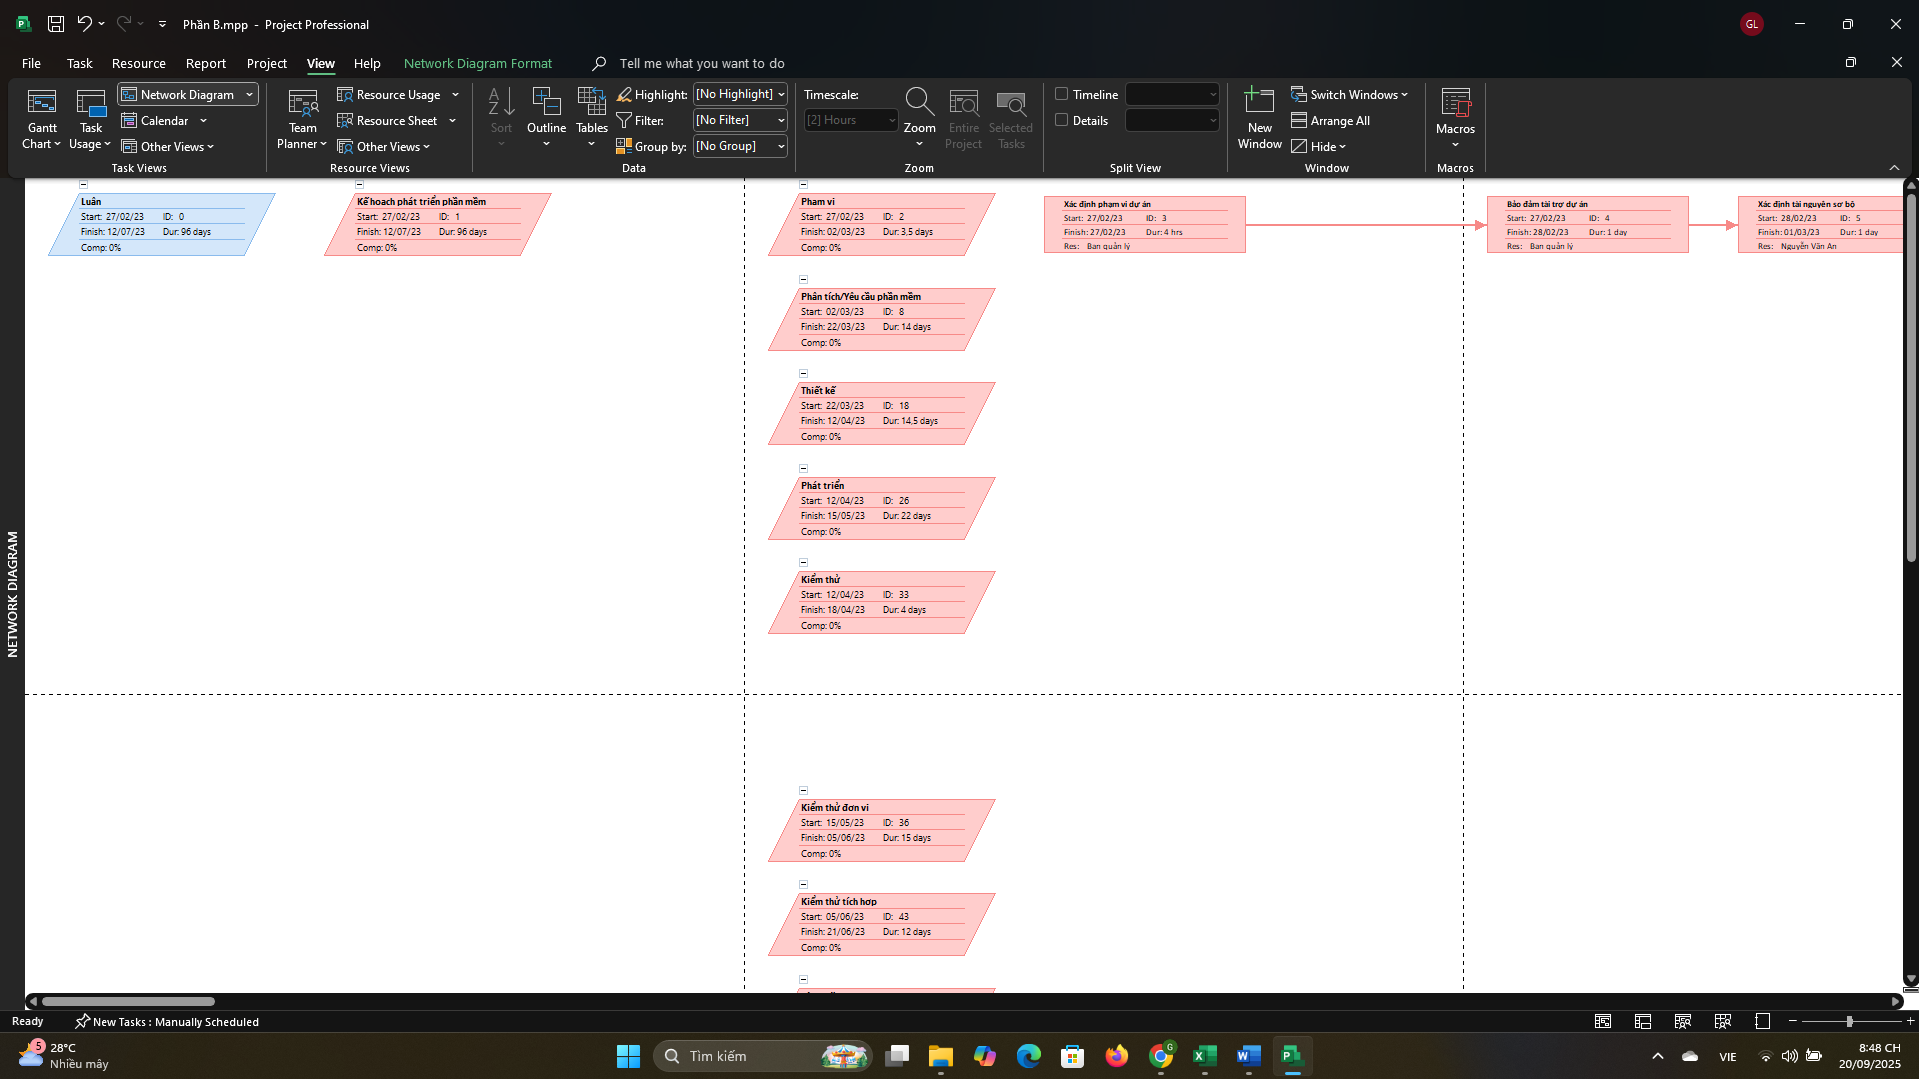 Phần B.mpp - Project Professional
GL
File Task Resource Report Project View Help Network Diagram Format Tell me what you want to do
Gantt Chart
Task Usage
Network Diagram
Calendar
Other Views
Task Views
Team Planner
Resource Usage
Resource Sheet
Other Views
Resource Views
Sort
Outline
Tables
Highlight: [No Highlight]
Filter: [No Filter]
Group by: [No Group]
Data
Timescale:
[2] Hours
Zoom
Entire Project
Selected Tasks
Zoom
Timeline
Details
Split View
New Window
Switch Windows
Arrange All
Hide
Window
Macros
Macros
NETWORK DIAGRAM
Luân
Start: 27/02/23 ID: 0
Finish: 12/07/23 Dur: 96 days
Comp: 0%
Kế hoạch phát triển phần mềm
Start: 27/02/23 ID: 1
Finish: 12/07/23 Dur: 96 days
Comp: 0%
Phạm vi
Start: 27/02/23 ID: 2
Finish: 02/03/23 Dur: 3,5 days
Comp: 0%
Xác định phạm vi dự án
Start: 27/02/23 ID: 3
Finish: 27/02/23 Dur: 4 hrs
Res: Ban quản lý
Bảo đảm tài trợ dự án
Start: 27/02/23 ID: 4
Finish: 28/02/23 Dur: 1 day
Res: Ban quản lý
Xác định tài nguyên sơ bộ
Start: 28/02/23 ID: 5
Finish: 01/03/23 Dur: 1 day
Res: Nguyễn Văn An
Phân tích/Yêu cầu phần mềm
Start: 02/03/23 ID: 8
Finish: 22/03/23 Dur: 14 days
Comp: 0%
Thiết kế
Start: 22/03/23 ID: 18
Finish: 12/04/23 Dur: 14,5 days
Comp: 0%
Phát triển
Start: 12/04/23 ID: 26
Finish: 15/05/23 Dur: 22 days
Comp: 0%
Kiểm thử
Start: 12/04/23 ID: 33
Finish: 18/04/23 Dur: 4 days
Comp: 0%
Kiểm thử đơn vị
Start: 15/05/23 ID: 36
Finish: 05/06/23 Dur: 15 days
Comp: 0%
Kiểm thử tích hợp
Start: 05/06/23 ID: 43
Finish: 21/06/23 Dur: 12 days
Comp: 0%
Ready New Tasks : Manually Scheduled
5
28°C
Nhiều mây
Tìm kiếm
G
VIE
8:48 CH
20/09/2025